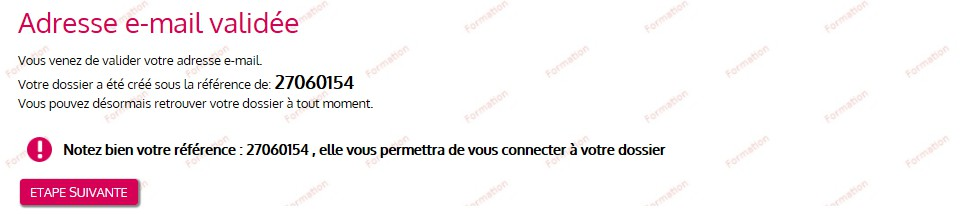 Adresse e-mail validée
Vous venez de valider votre adresse e-mail.
Votre dossier a été créé sous la référence de: 27060154
Vous pouvez désormais retrouver votre dossier à tout moment.
Notez bien votre référence : 27060154 , elle vous permettra de vous connecter à votre dossier
ETAPE SUIVANTE
Formation